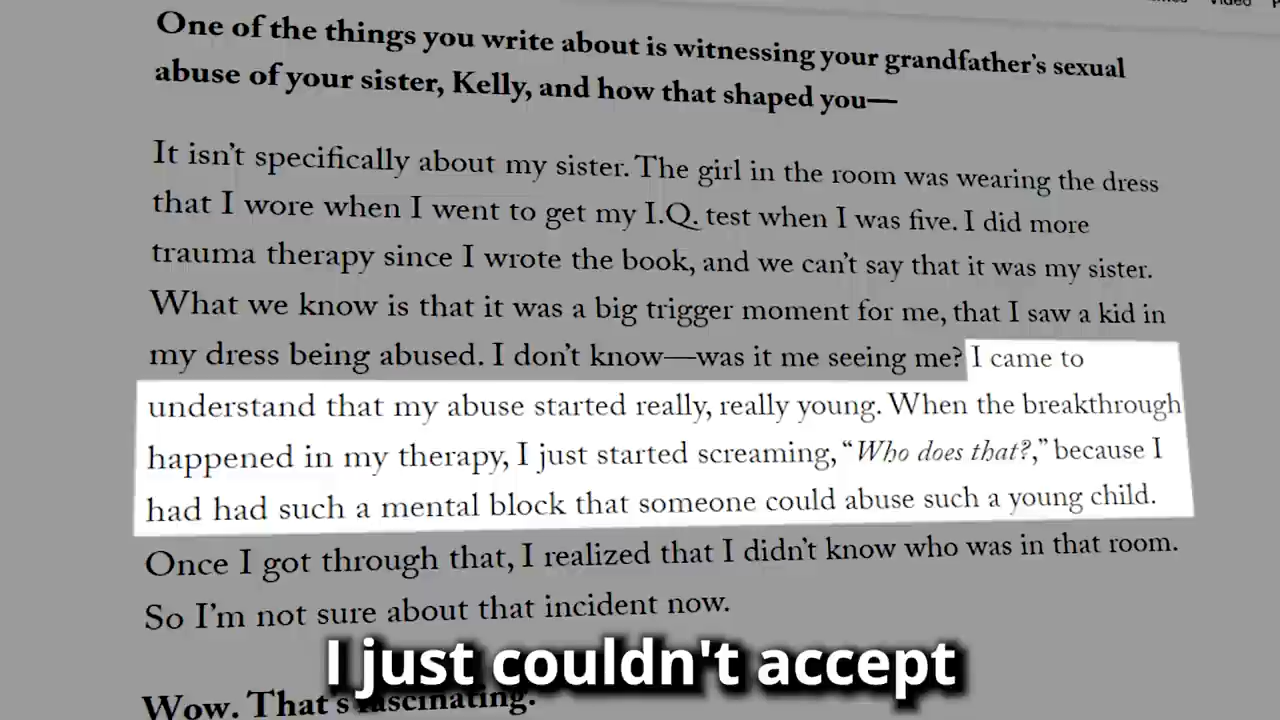 Video
One of the things you write about is witnessing your grandfather's sexual
abuse of your sister, Kelly, and how that shaped you—
It isn't specifically about my sister. The girl in the room was wearing the dress
that I wore when I went to get my I.Q. test when I was five. I did more
trauma therapy since I wrote the book, and we can't say that it was my sister.
What we know is that it was a big trigger moment for me, that I saw a kid in
my dress being abused. I don't know—was it me seeing me? I came to
understand that my abuse started really, really young. When the breakthrough
happened in my therapy, I just started screaming, “Who does that?,” because I
had had such a mental block that someone could abuse such a young child.
Once I got through that, I realized that I didn't know who was in that room.
So I'm not sure about that incident now.
I just couldn't accept
Wow. That's fascinating.